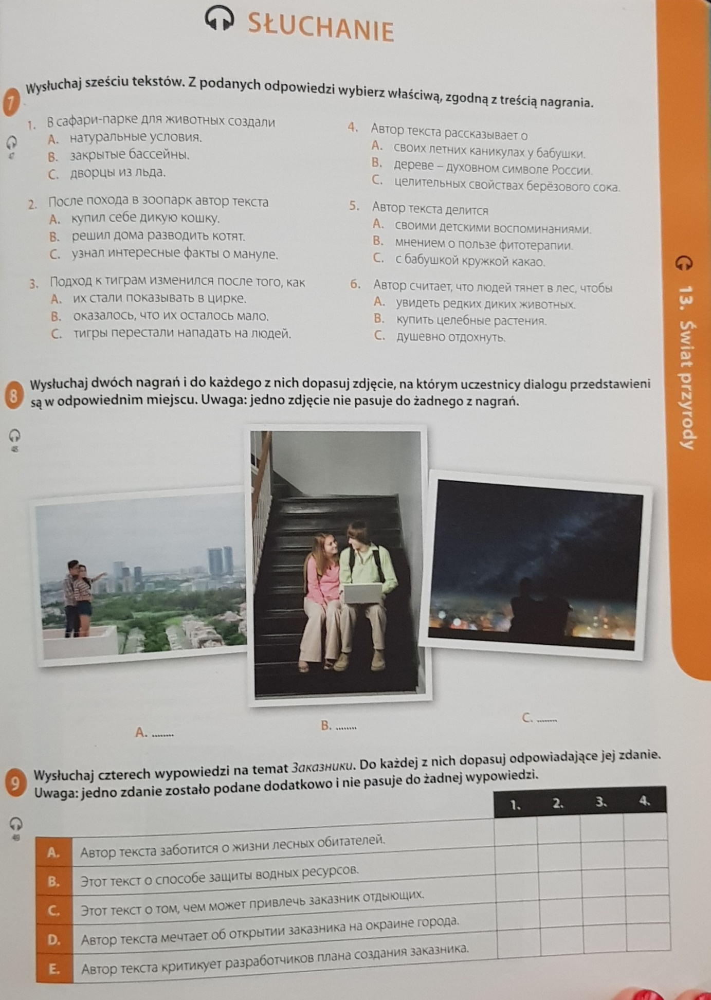 SŁUCHANIE
7
Wysłuchaj sześciu tekstów. Z podanych odpowiedzi wybierz właściwą, zgodną z treścią nagrania.
47
1. В сафари-парке для животных создали
A. натуральные условия.
B. закрытые бассейны.
C. дворцы из льда.
2. После похода в зоопарк автор текста
A. купил себе дикую кошку.
B. решил дома разводить котят.
C. узнал интересные факты о мануле.
3. Подход к тиграм изменился после того, как
A. их стали показывать в цирке.
B. оказалось, что их осталось мало.
C. тигры перестали нападать на людей.
4. Автор текста рассказывает о
A. своих летних каникулах у бабушки.
B. дереве – духовном символе России.
C. целительных свойствах берёзового сока.
5. Автор текста делится
A. своими детскими воспоминаниями.
B. мнением о пользе фитотерапии.
C. с бабушкой кружкой какао.
6. Автор считает, что людей тянет в лес, чтобы
A. увидеть редких диких животных.
B. купить целебные растения.
C. душевно отдохнуть.
13. Świat przyrody
8
Wysłuchaj dwóch nagrań i do każdego z nich dopasuj zdjęcie, na którym uczestnicy dialogu przedstawieni
są w odpowiednim miejscu. Uwaga: jedno zdjęcie nie pasuje do żadnego z nagrań.
48
A. ........
B. ........
C. ........
9
Wysłuchaj czterech wypowiedzi na temat Заказники. Do każdej z nich dopasuj odpowiadające jej zdanie.
Uwaga: jedno zdanie zostało podane dodatkowo i nie pasuje do żadnej wypowiedzi.
49
1. 2. 3. 4.
A. Автор текста заботится о жизни лесных обитателей.
B. Этот текст о способе защиты водных ресурсов.
C. Этот текст о том, чем может привлечь заказник отдыющих.
D. Автор текста мечтает об открытии заказника на окраине города.
E. Автор текста критикует разработчиков плана создания заказника.